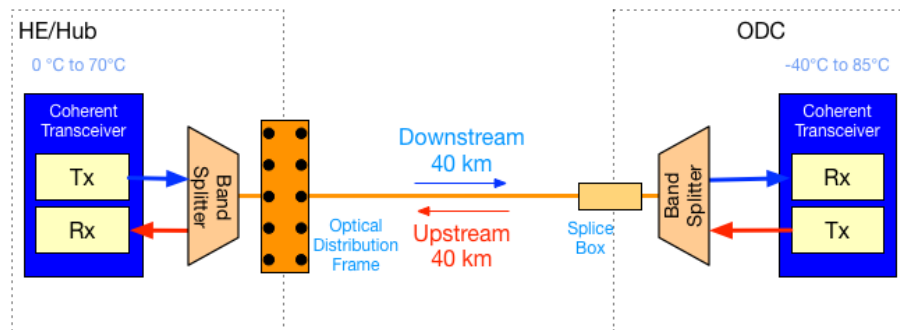 HE/Hub
0 °C to 70°C
Coherent
Transceiver
Tx
Rx
Band
Splitter
Optical
Distribution
Frame
Downstream
40 km
Upstream
40 km
Splice
Box
ODC
-40°C to 85°C
Band
Splitter
Coherent
Transceiver
Rx
Tx